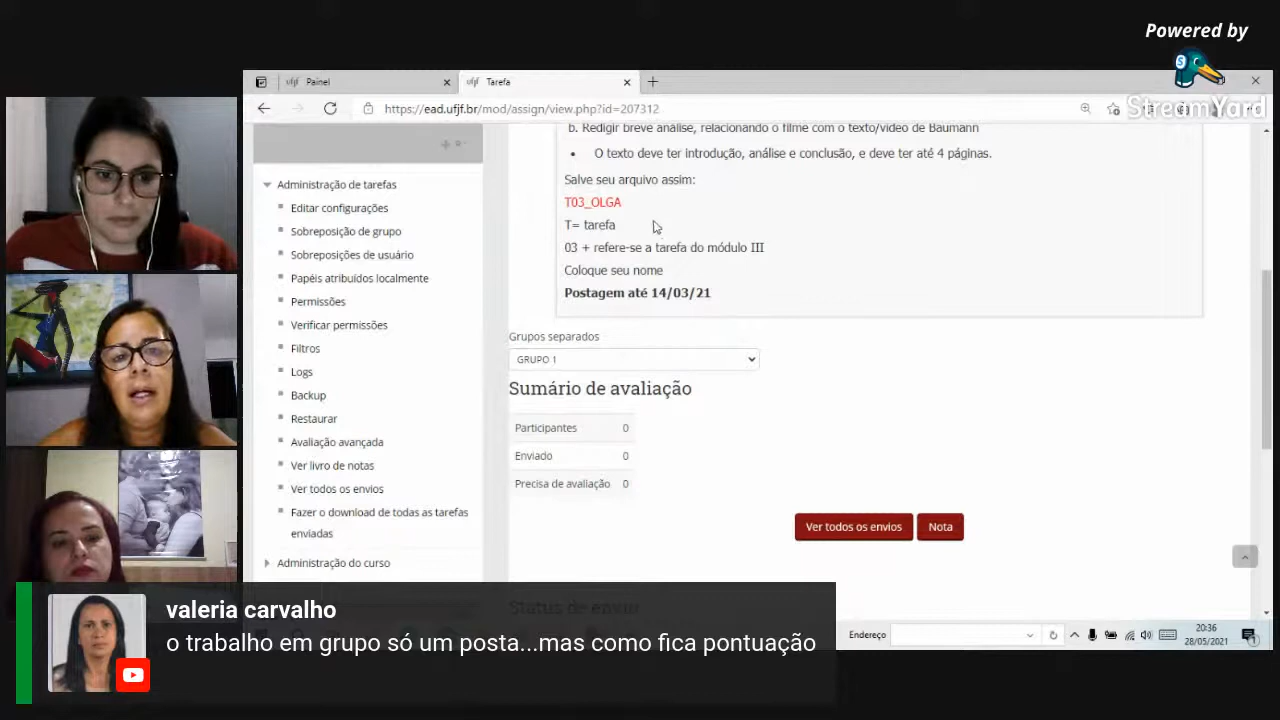 Powered by
StreamYard
ufjf Painel
ufjf Tarefa
https://ead.ufjf.br/mod/assign/view.php?id=207312
b. Redigir breve análise, relacionando o filme com o texto/vídeo de Baumann
• O texto deve ter introdução, análise e conclusão, e deve ter até 4 páginas.
Salve seu arquivo assim:
T03_OLGA
T= tarefa
03 + refere-se a tarefa do módulo III
Coloque seu nome
Postagem até 14/03/21
Administração de tarefas
Editar configurações
Sobreposição de grupo
Sobreposições de usuário
Papéis atribuídos localmente
Permissões
Verificar permissões
Filtros
Logs
Backup
Restaurar
Avaliação avançada
Ver livro de notas
Ver todos os envios
Fazer o download de todas as tarefas
enviadas
Administração do curso
Grupos separados
GRUPO 1
Sumário de avaliação
Participantes 0
Enviado 0
Precisa de avaliação 0
Ver todos os envios
Nota
Status de envio
valeria carvalho
o trabalho em grupo só um posta...mas como fica pontuação
Endereço
20:36
28/05/2021